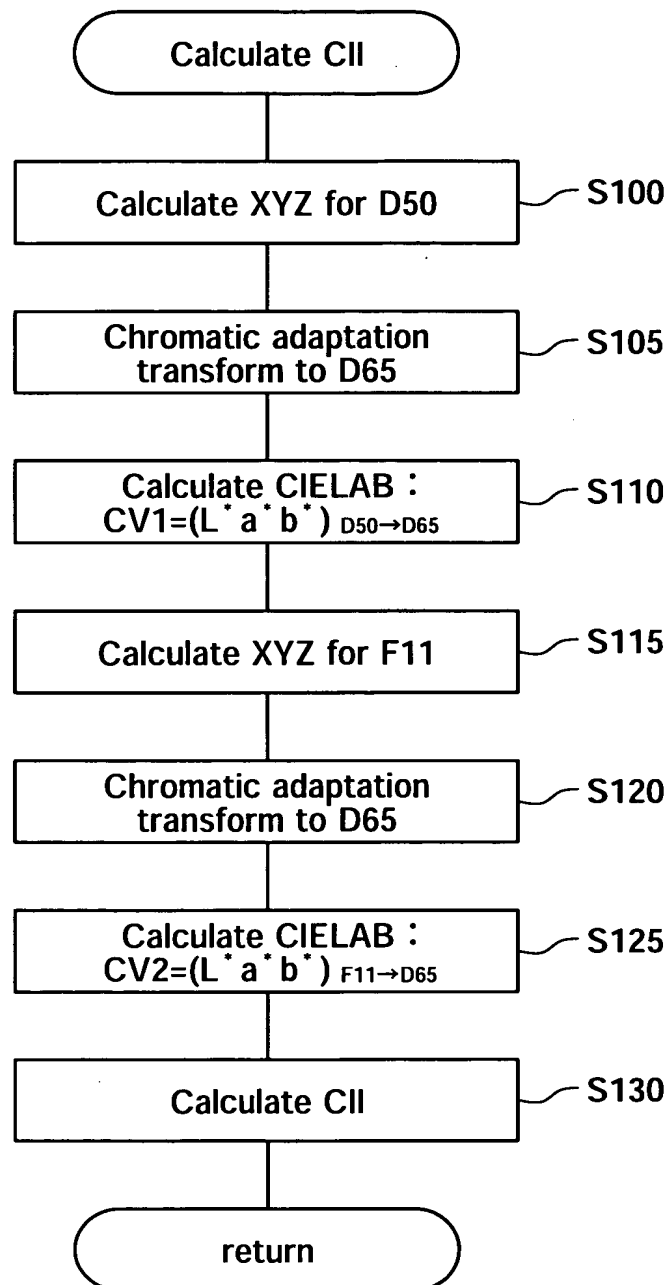 Calculate CII
Calculate XYZ for D50
S100
Chromatic adaptation
transform to D65
S105
Calculate CIELAB :
CV1=(L*a*b*) D50→D65
S110
Calculate XYZ for F11
S115
Chromatic adaptation
transform to D65
S120
Calculate CIELAB :
CV2=(L*a*b*) F11→D65
S125
Calculate CII
S130
return